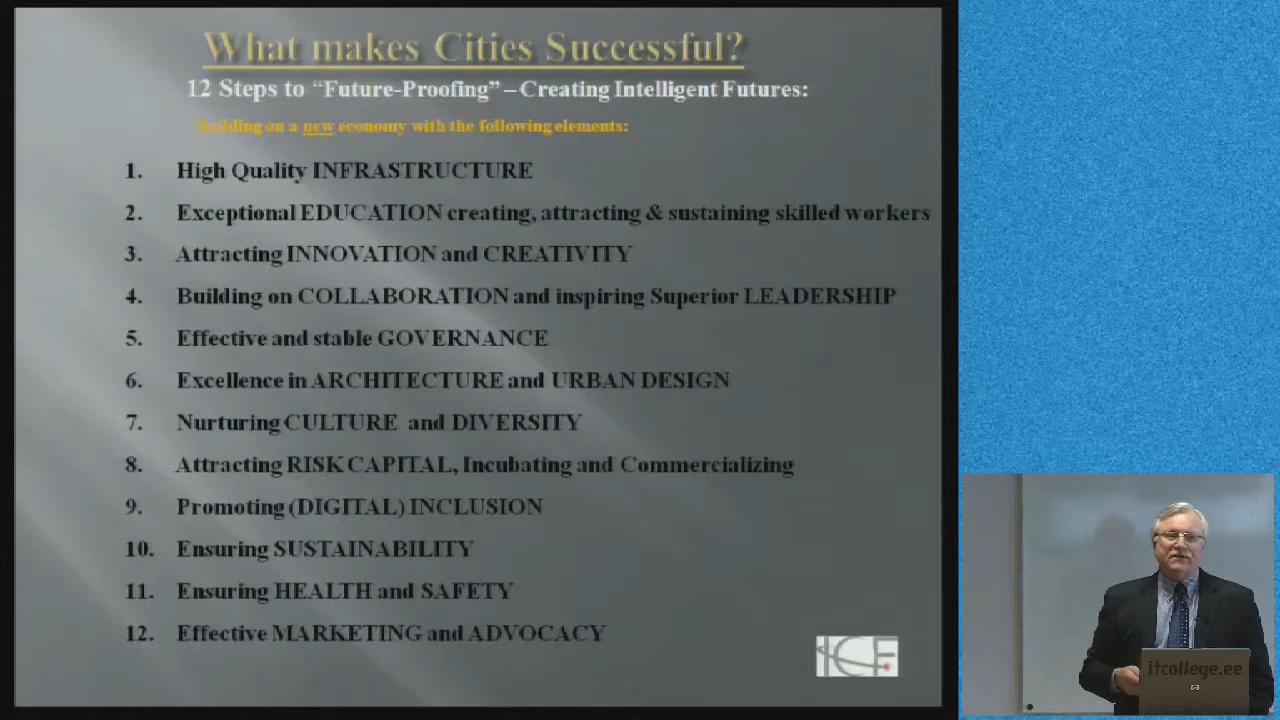 What makes Cities Successful?
12 Steps to “Future-Proofing” – Creating Intelligent Futures:
Building on a new economy with the following elements:
1. High Quality INFRASTRUCTURE
2. Exceptional EDUCATION creating, attracting & sustaining skilled workers
3. Attracting INNOVATION and CREATIVITY
4. Building on COLLABORATION and inspiring Superior LEADERSHIP
5. Effective and stable GOVERNANCE
6. Excellence in ARCHITECTURE and URBAN DESIGN
7. Nurturing CULTURE and DIVERSITY
8. Attracting RISK CAPITAL, Incubating and Commercializing
9. Promoting (DIGITAL) INCLUSION
10. Ensuring SUSTAINABILITY
11. Ensuring HEALTH and SAFETY
12. Effective MARKETING and ADVOCACY
ICF
itcollege.ee